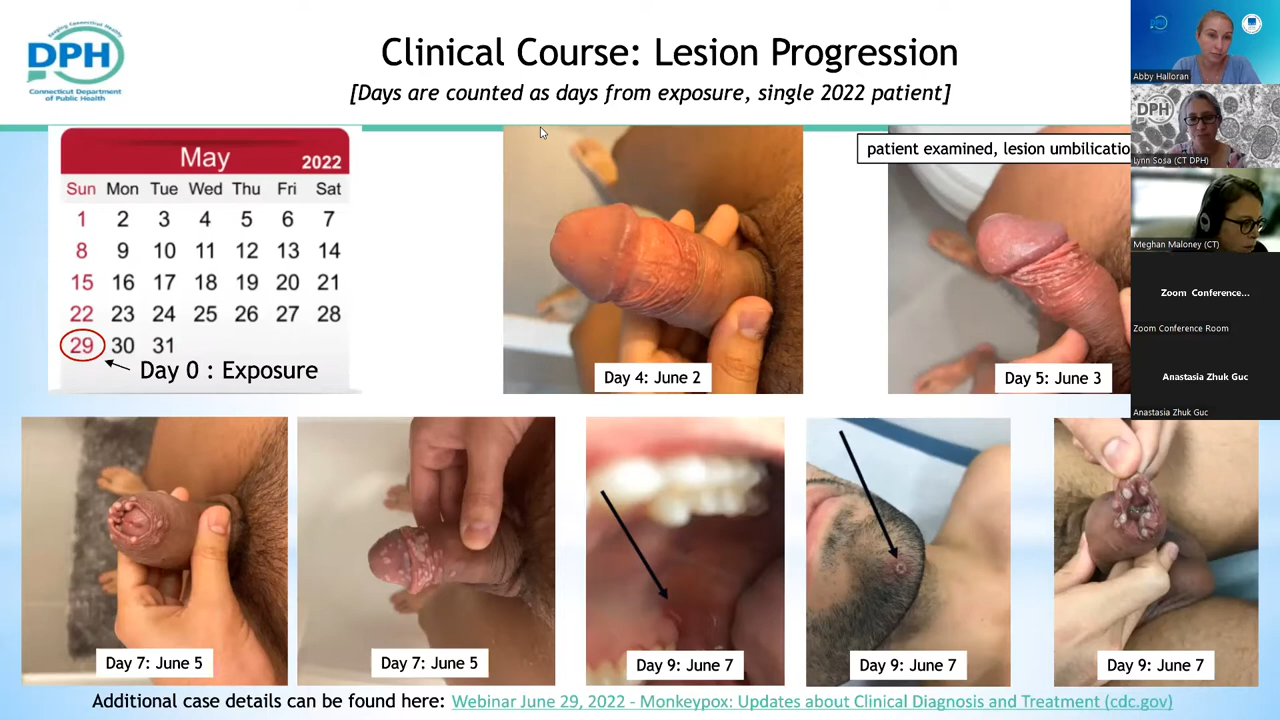 Keeping Connecticut Healthy
DPH
Connecticut Department
of Public Health
Clinical Course: Lesion Progression
[Days are counted as days from exposure, single 2022 patient]
May 2022
Sun Mon Tue Wed Thu Fri Sat
1 2 3 4 5 6 7
8 9 10 11 12 13 14
15 16 17 18 19 20 21
22 23 24 25 26 27 28
29 30 31
Day 0 : Exposure
Day 4: June 2
patient examined, lesion umbilicatio
Day 5: June 3
Day 7: June 5
Day 7: June 5
Day 9: June 7
Day 9: June 7
Day 9: June 7
Additional case details can be found here: Webinar June 29, 2022 - Monkeypox: Updates about Clinical Diagnosis and Treatment (cdc.gov)
Abby Halloran
DPH
Lynn Sosa (CT DPH)
Meghan Maloney (CT)
Zoom Conference...
Zoom Conference Room
Anastasia Zhuk Guc
Anastasia Zhuk Guc